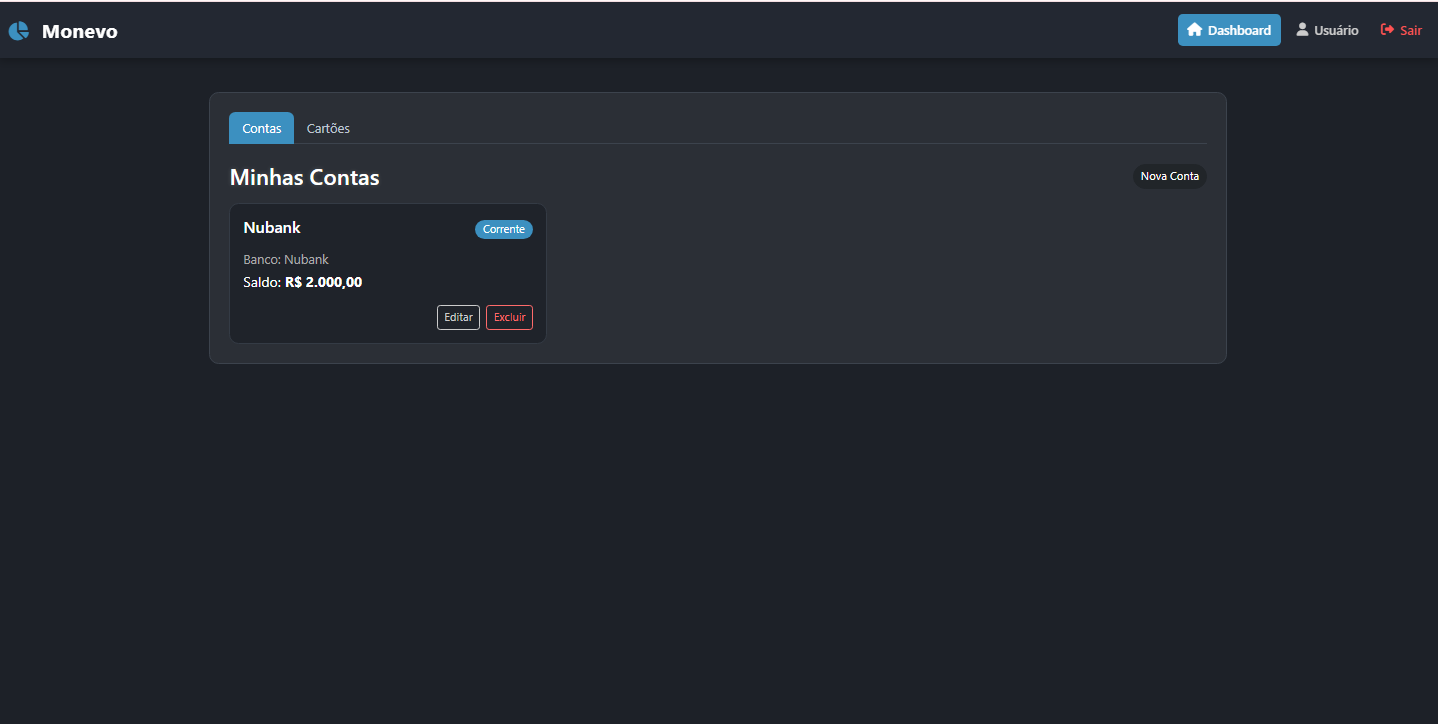 Monevo
Dashboard
Usuário
Sair
Contas
Cartões
Minhas Contas
Nova Conta
Nubank
Corrente
Banco: Nubank
Saldo: R$ 2.000,00
Editar
Excluir